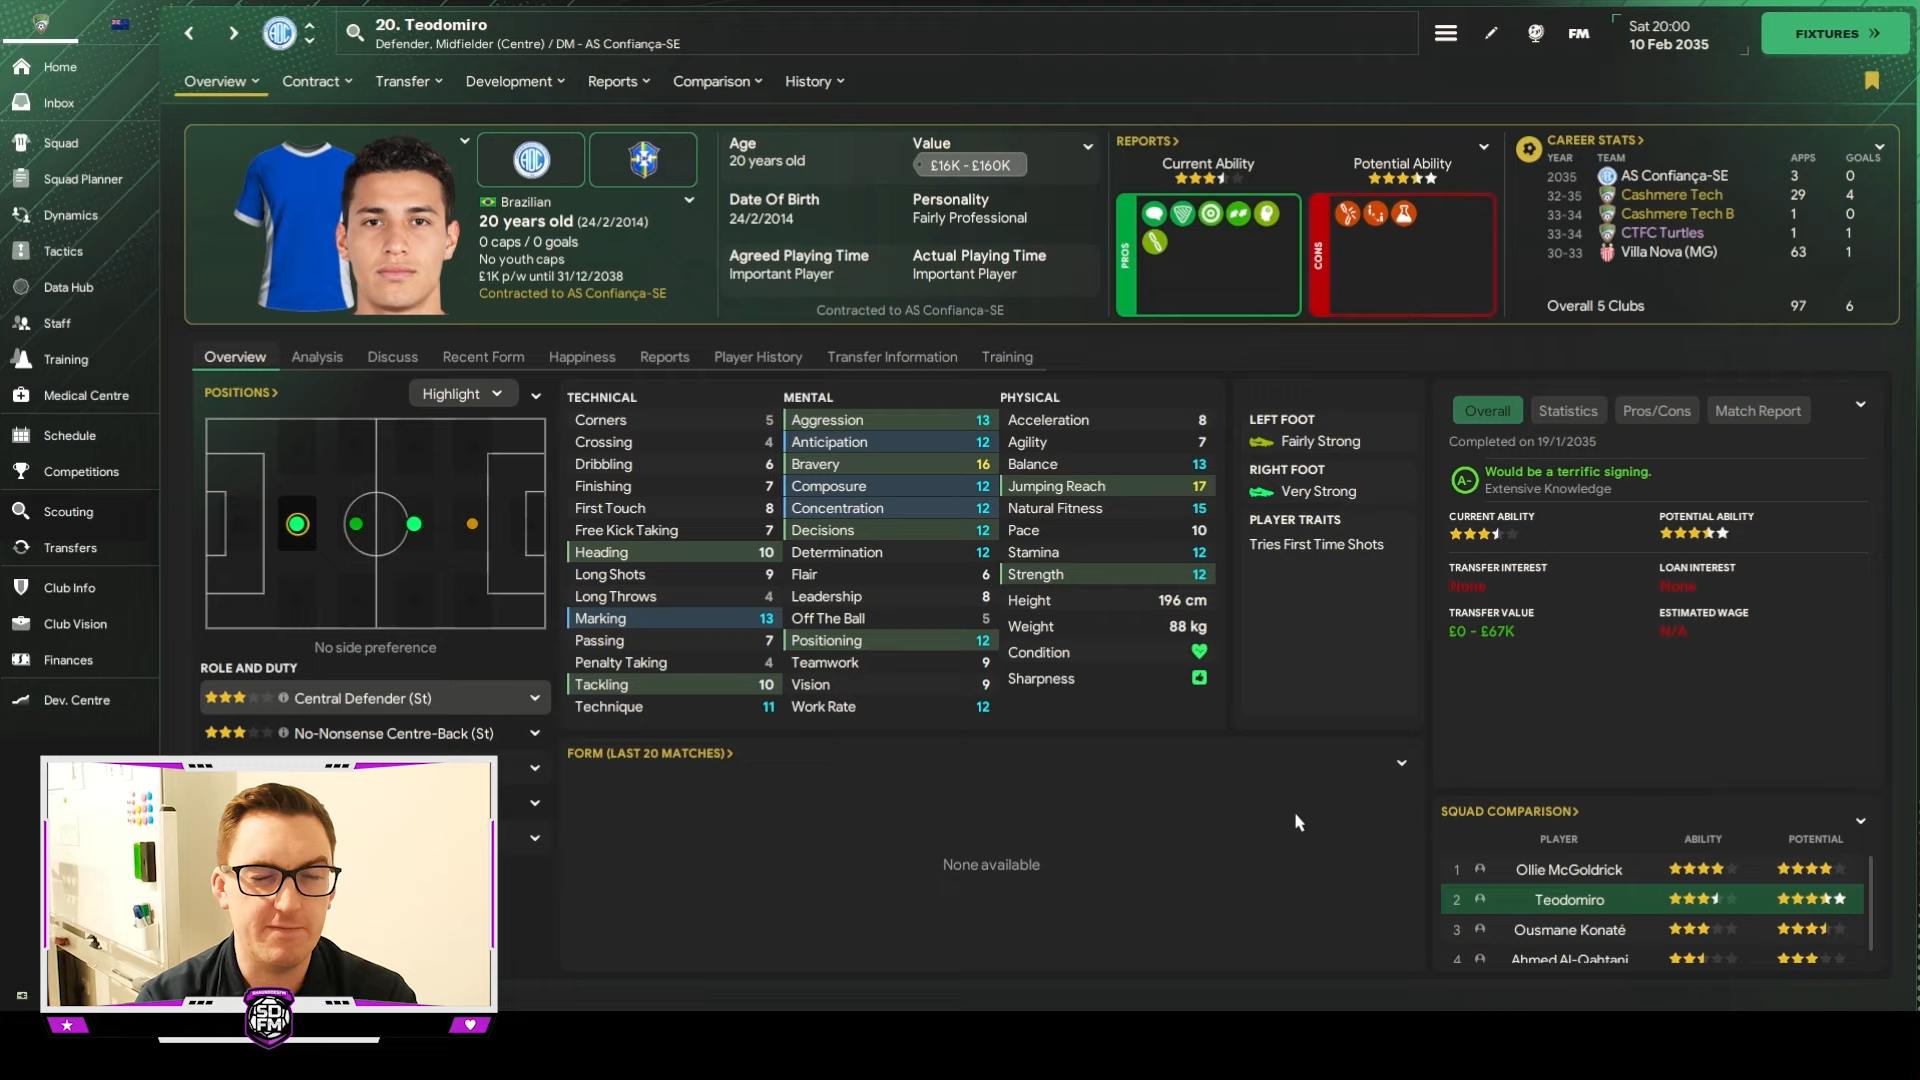 20. Teodomiro
Defender, Midfielder (Centre) / DM - AS Confiança-SE
FM
Sat 20:00
10 Feb 2035
FIXTURES
Home
Inbox
Squad
Squad Planner
Dynamics
Tactics
Data Hub
Staff
Training
Medical Centre
Schedule
Competitions
Scouting
Transfers
Club Info
Club Vision
Finances
Dev. Centre
Overview Contract Transfer Development Reports Comparison History
ADC
Brazilian
20 years old (24/2/2014)
0 caps / 0 goals
No youth caps
£1K p/w until 31/12/2038
Contracted to AS Confiança-SE
Age
20 years old
Value
£16K - £160K
Date Of Birth
24/2/2014
Personality
Fairly Professional
Agreed Playing Time
Important Player
Actual Playing Time
Important Player
Contracted to AS Confianca-SE
REPORTS
Current Ability
Potential Ability
PROS
CONS
CAREER STATS
YEAR TEAM APPS GOALS
2035 AS Confiança-SE 3 0
32-35 Cashmere Tech 29 4
33-34 Cashmere Tech B 1 0
33-34 CTFC Turtles 1 1
30-33 Villa Nova (MG) 63 1
Overall 5 Clubs 97 6
Overview Analysis Discuss Recent Form Happiness Reports Player History Transfer Information Training
POSITIONS
Highlight
No side preference
ROLE AND DUTY
Central Defender (St)
No-Nonsense Centre-Back (St)
TECHNICAL
Corners 5
Crossing 4
Dribbling 6
Finishing 7
First Touch 8
Free Kick Taking 7
Heading 10
Long Shots 9
Long Throws 4
Marking 13
Passing 7
Penalty Taking 4
Tackling 10
Technique 11
MENTAL
Aggression 13
Anticipation 12
Bravery 16
Composure 12
Concentration 12
Decisions 12
Determination 12
Flair 6
Leadership 8
Off The Ball 5
Positioning 12
Teamwork 9
Vision 9
Work Rate 12
PHYSICAL
Acceleration 8
Agility 7
Balance 13
Jumping Reach 17
Natural Fitness 15
Pace 10
Stamina 12
Strength 12
Height 196 cm
Weight 88 kg
Condition
Sharpness
LEFT FOOT
Fairly Strong
RIGHT FOOT
Very Strong
PLAYER TRAITS
Tries First Time Shots
Overall Statistics Pros/Cons Match Report
Completed on 19/1/2035
A-
Would be a terrific signing.
Extensive Knowledge
CURRENT ABILITY
POTENTIAL ABILITY
TRANSFER INTEREST
None
LOAN INTEREST
None
TRANSFER VALUE
£0 - £67K
ESTIMATED WAGE
N/A
FORM (LAST 20 MATCHES)
None available
SQUAD COMPARISON
PLAYER ABILITY POTENTIAL
1 Ollie McGoldrick
2 Teodomiro
3 Ousmane Konaté
4 Ahmed Al-Qahtani
SD
FM